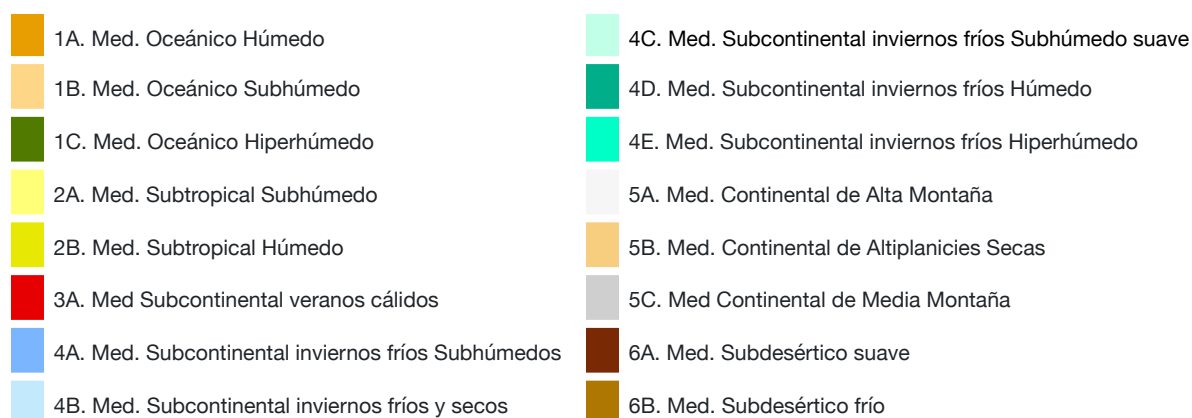 1A. Med. Oceánico Húmedo
1B. Med. Oceánico Subhúmedo
1C. Med. Oceánico Hiperhúmedo
2A. Med. Subtropical Subhúmedo
2B. Med. Subtropical Húmedo
3A. Med Subcontinental veranos cálidos
4A. Med. Subcontinental inviernos fríos Subhúmedos
4B. Med. Subcontinental inviernos fríos y secos
4C. Med. Subcontinental inviernos fríos Subhúmedo suave
4D. Med. Subcontinental inviernos fríos Húmedo
4E. Med. Subcontinental inviernos fríos Hiperhúmedo
5A. Med. Continental de Alta Montaña
5B. Med. Continental de Altiplanicies Secas
5C. Med Continental de Media Montaña
6A. Med. Subdesértico suave
6B. Med. Subdesértico frío